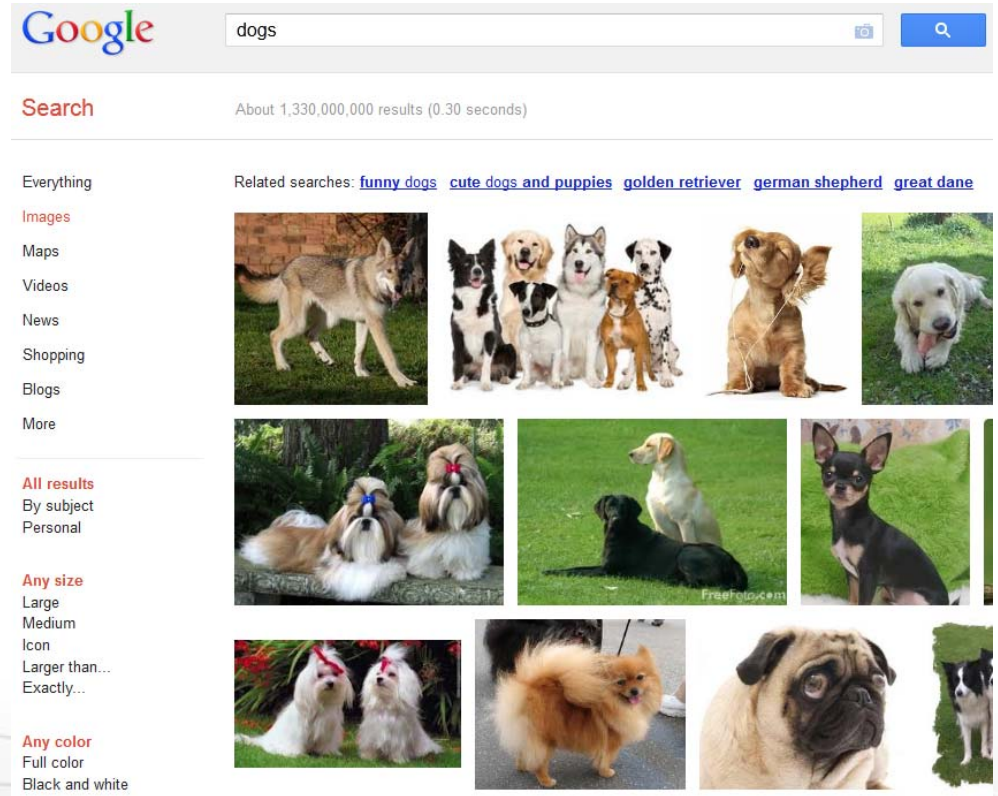 Google
dogs
Search
About 1,330,000,000 results (0.30 seconds)
Everything
Images
Maps
Videos
News
Shopping
Blogs
More
All results
By subject
Personal
Any size
Large
Medium
Icon
Larger than...
Exactly...
Any color
Full color
Black and white
Related searches: funny dogs cute dogs and puppies golden retriever german shepherd great dane
FreeFoto.com